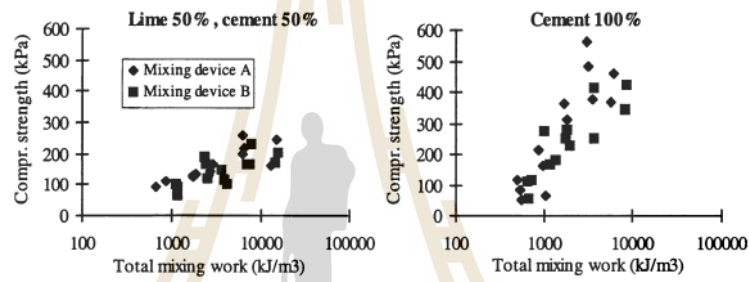 Lime 50%, cement 50%
Compr. strength (kPa)
600
500
400
300
200
100
0
◆ Mixing device A
■ Mixing device B
100 1000 10000 100000
Total mixing work (kJ/m3)
Cement 100%
Compr. strength (kPa)
600
500
400
300
200
100
0
100 1000 10000 100000
Total mixing work (kJ/m3)